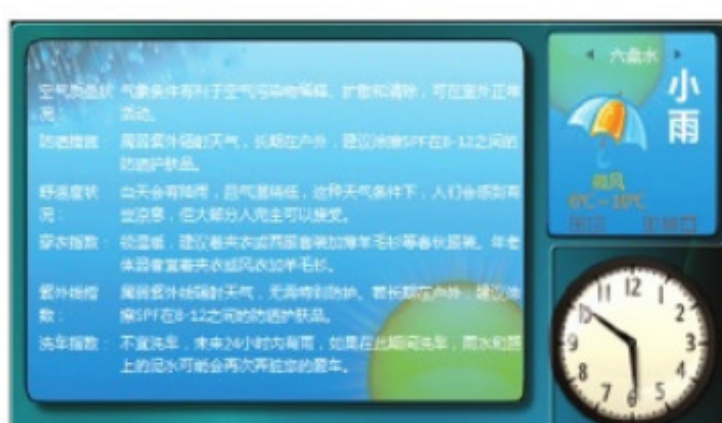 空气质量状 气象条件有利于空气污染物稀释、扩散和清除，可在室外正常
况： 活动。
防晒指数： 属弱紫外辐射天气，长期在户外，建议涂擦SPF在8-12之间的
防晒护肤品。
舒适度状 白天会有降雨，且气温稍低，这种天气条件下，人们会感到有
况： 些凉意，但大部分人完全可以接受。
穿衣指数： 较温暖，建议着夹衣或西服套装加薄羊毛衫等春秋服装。年老
体弱者宜着夹衣或风衣加羊毛衫。
紫外线指 属弱紫外线辐射天气，无需特别防护。若长期在户外，建议涂
数： 擦SPF在8-12之间的防晒护肤品。
洗车指数： 不宜洗车，未来24小时内有雨，如果在此期间洗车，雨水和路
上的泥水可能会再次弄脏您的爱车。
六盘水
小雨
微风
6℃~10℃
11 12 1
10 2
9 3
8 4
7 6 5